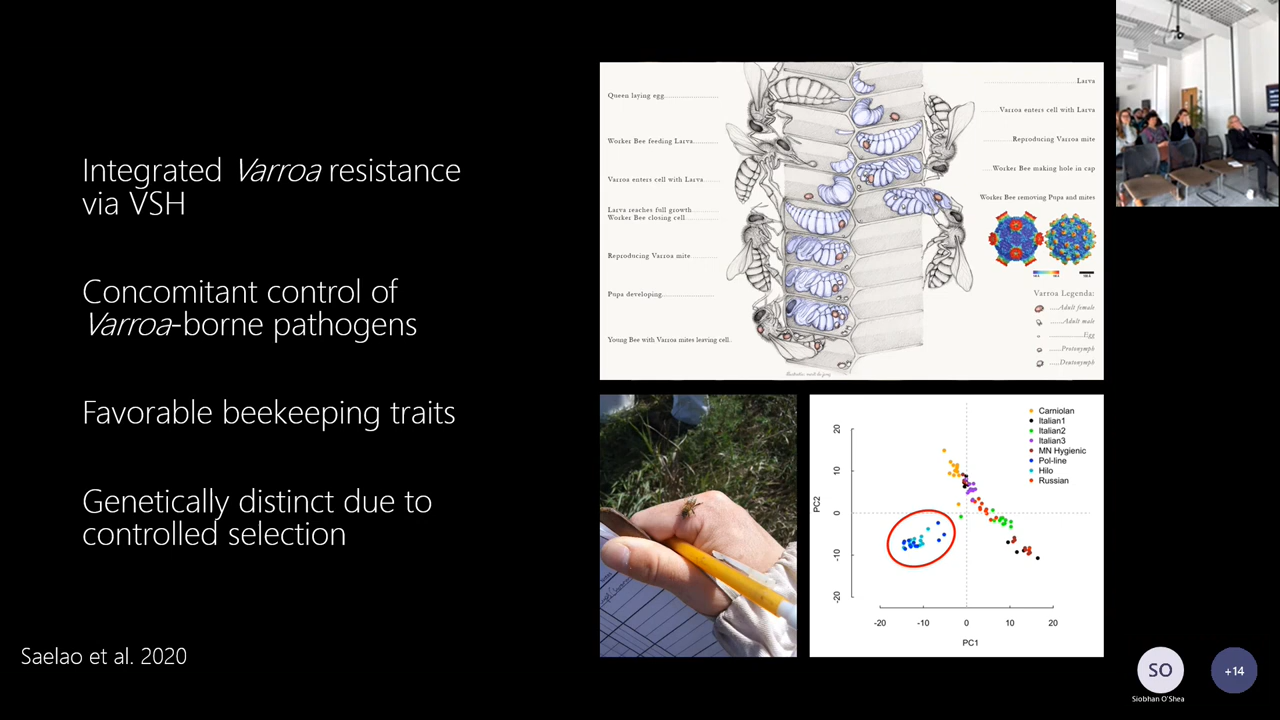 Integrated Varroa resistance
via VSH
Concomitant control of
Varroa-borne pathogens
Favorable beekeeping traits
Genetically distinct due to
controlled selection
Saelao et al. 2020
Queen laying egg
Worker Bee feeding Larva
Varroa enters cell with Larva
Larva reaches full growth
Worker Bee closing cell
Reproducing Varroa mite
Pupa developing
Young Bee with Varroa mites leaving cell.
Larva
Varroa enters cell with Larva
Reproducing Varroa mite
Worker Bee making hole in cap
Worker Bee removing Pupa and mites
Varroa Legenda:
Adult female
Adult male
Egg
Protonymph
Deutonymph
Carniolan
Italian1
Italian2
Italian3
MN Hygienic
Pol-line
Hilo
Russian
PC2
20
10
0
-10
-20
-20
-10
0
10
20
PC1
SO
Siobhan O'Shea
+14